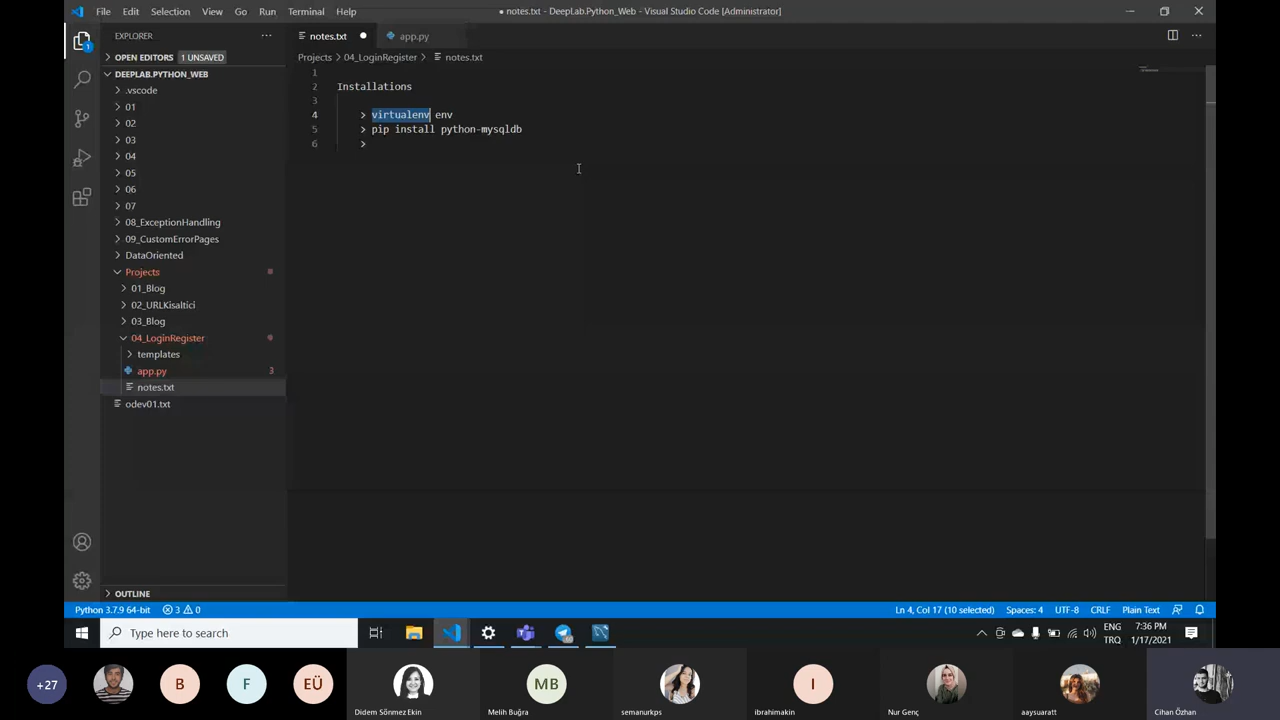 File Edit Selection View Go Run Terminal Help
● notes.txt - DeepLab.Python_Web - Visual Studio Code [Administrator]
EXPLORER
notes.txt
app.py
OPEN EDITORS 1 UNSAVED
Projects > 04_LoginRegister > notes.txt
DEEPLAB.PYTHON_WEB
.vscode
01
02
03
04
05
06
07
08_ExceptionHandling
09_CustomErrorPages
DataOriented
Projects
01_Blog
02_URLKisaltici
03_Blog
04_LoginRegister
templates
app.py 3
notes.txt
odev01.txt
OUTLINE
1
2 Installations
3
4 > virtualenv env
5 > pip install python-mysqldb
6 >
Python 3.7.9 64-bit 3 0
Ln 4, Col 17 (10 selected) Spaces: 4 UTF-8 CRLF Plain Text
Type here to search
ENG
TRQ
7:36 PM
1/17/2021
+27
B
F
EÜ
MB
I
Didem Sönmez Ekin
Melih Buğra
semanurkps
ibrahimakin
Nur Genç
aaysuaratt
Cihan Özhan